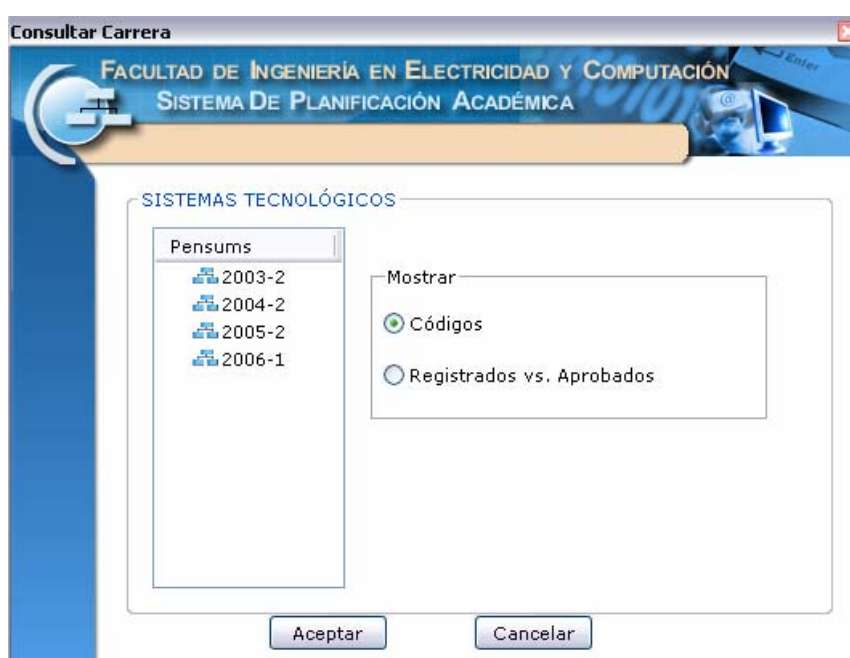 Consultar Carrera
FACULTAD DE INGENIERÍA EN ELECTRICIDAD Y COMPUTACIÓN
SISTEMA DE PLANIFICACIÓN ACADÉMICA
Enter
@
SISTEMAS TECNOLÓGICOS
Pensums
2003-2
2004-2
2005-2
2006-1
Mostrar
Códigos
Registrados vs. Aprobados
Aceptar
Cancelar